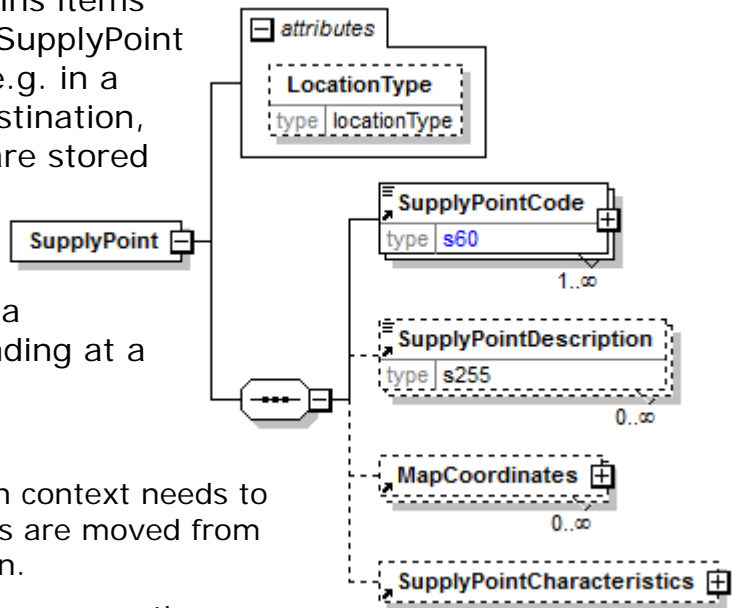 ins items
SupplyPoint
e.g. in a
stination,
are stored
a
nding at a
n context needs to
s are moved from
n.
attributes
LocationType
type locationType
SupplyPoint
SupplyPointCode
type s60
1..∞
SupplyPointDescription
type s255
0..∞
MapCoordinates
0..∞
SupplyPointCharacteristics